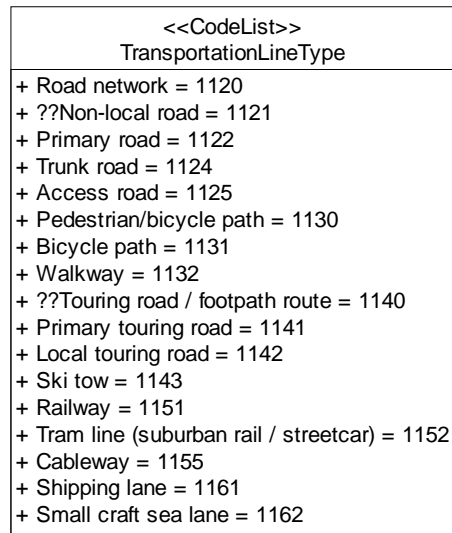 <<CodeList>>
TransportationLineType
+ Road network = 1120
+ ??Non-local road = 1121
+ Primary road = 1122
+ Trunk road = 1124
+ Access road = 1125
+ Pedestrian/bicycle path = 1130
+ Bicycle path = 1131
+ Walkway = 1132
+ ??Touring road / footpath route = 1140
+ Primary touring road = 1141
+ Local touring road = 1142
+ Ski tow = 1143
+ Railway = 1151
+ Tram line (suburban rail / streetcar) = 1152
+ Cableway = 1155
+ Shipping lane = 1161
+ Small craft sea lane = 1162